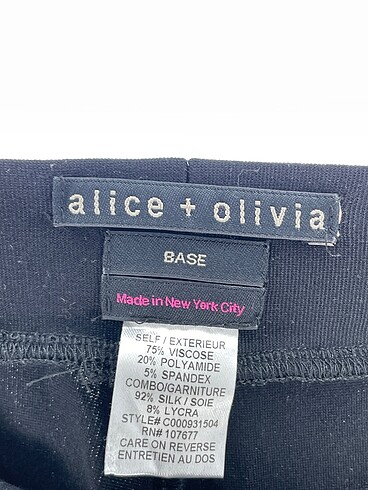 alice + olivia
BASE
Made in New York City
SELF / EXTERIEUR
75% VISCOSE
20% POLYAMIDE
5% SPANDEX
COMBO/GARNITURE
92% SILK / SOIE
8% LYCRA
STYLE# C000931504
RN# 107677
CARE ON REVERSE
ENTRETIEN AU DOS